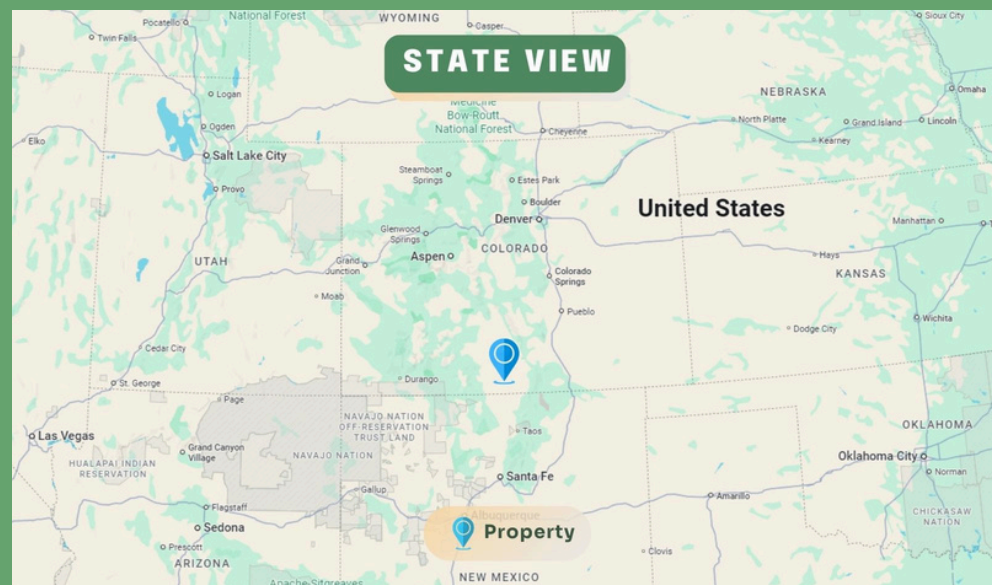 National Forest
WYOMING
Sioux City
Pocatello
Casper
Twin Falls
STATE VIEW
Logan
NEBRASKA
Omaha
Medicine
Bow-Routt
National Forest
North Platte
Grand Island
Lincoln
Ogden
Cheyenne
Elko
Kearney
Salt Lake City
Steamboat
Springs
Estes Park
Provo
Boulder
United States
Denver
Manhattan
Glenwood
Springs
COLORADO
Hays
UTAH
Grand
Junction
Aspen
Colorado
Springs
KANSAS
Moab
Pueblo
Wichita
Dodge City
Cedar City
St. George
Durango
Page
NAVAJO NATION
OFF-RESERVATION
TRUST LAND
OKLAHOMA
Las Vegas
Taos
Grand Canyon
Village
NAVAJO NATION
Oklahoma City
HUALAPAI INDIAN
RESERVATION
Santa Fe
Norman
Gallup
Amarillo
Flagstaff
CHICKASAW
NATION
Albuquerque
Sedona
Property
Prescott
Clovis
ARIZONA
NEW MEXICO
Apache-Sitgreaves